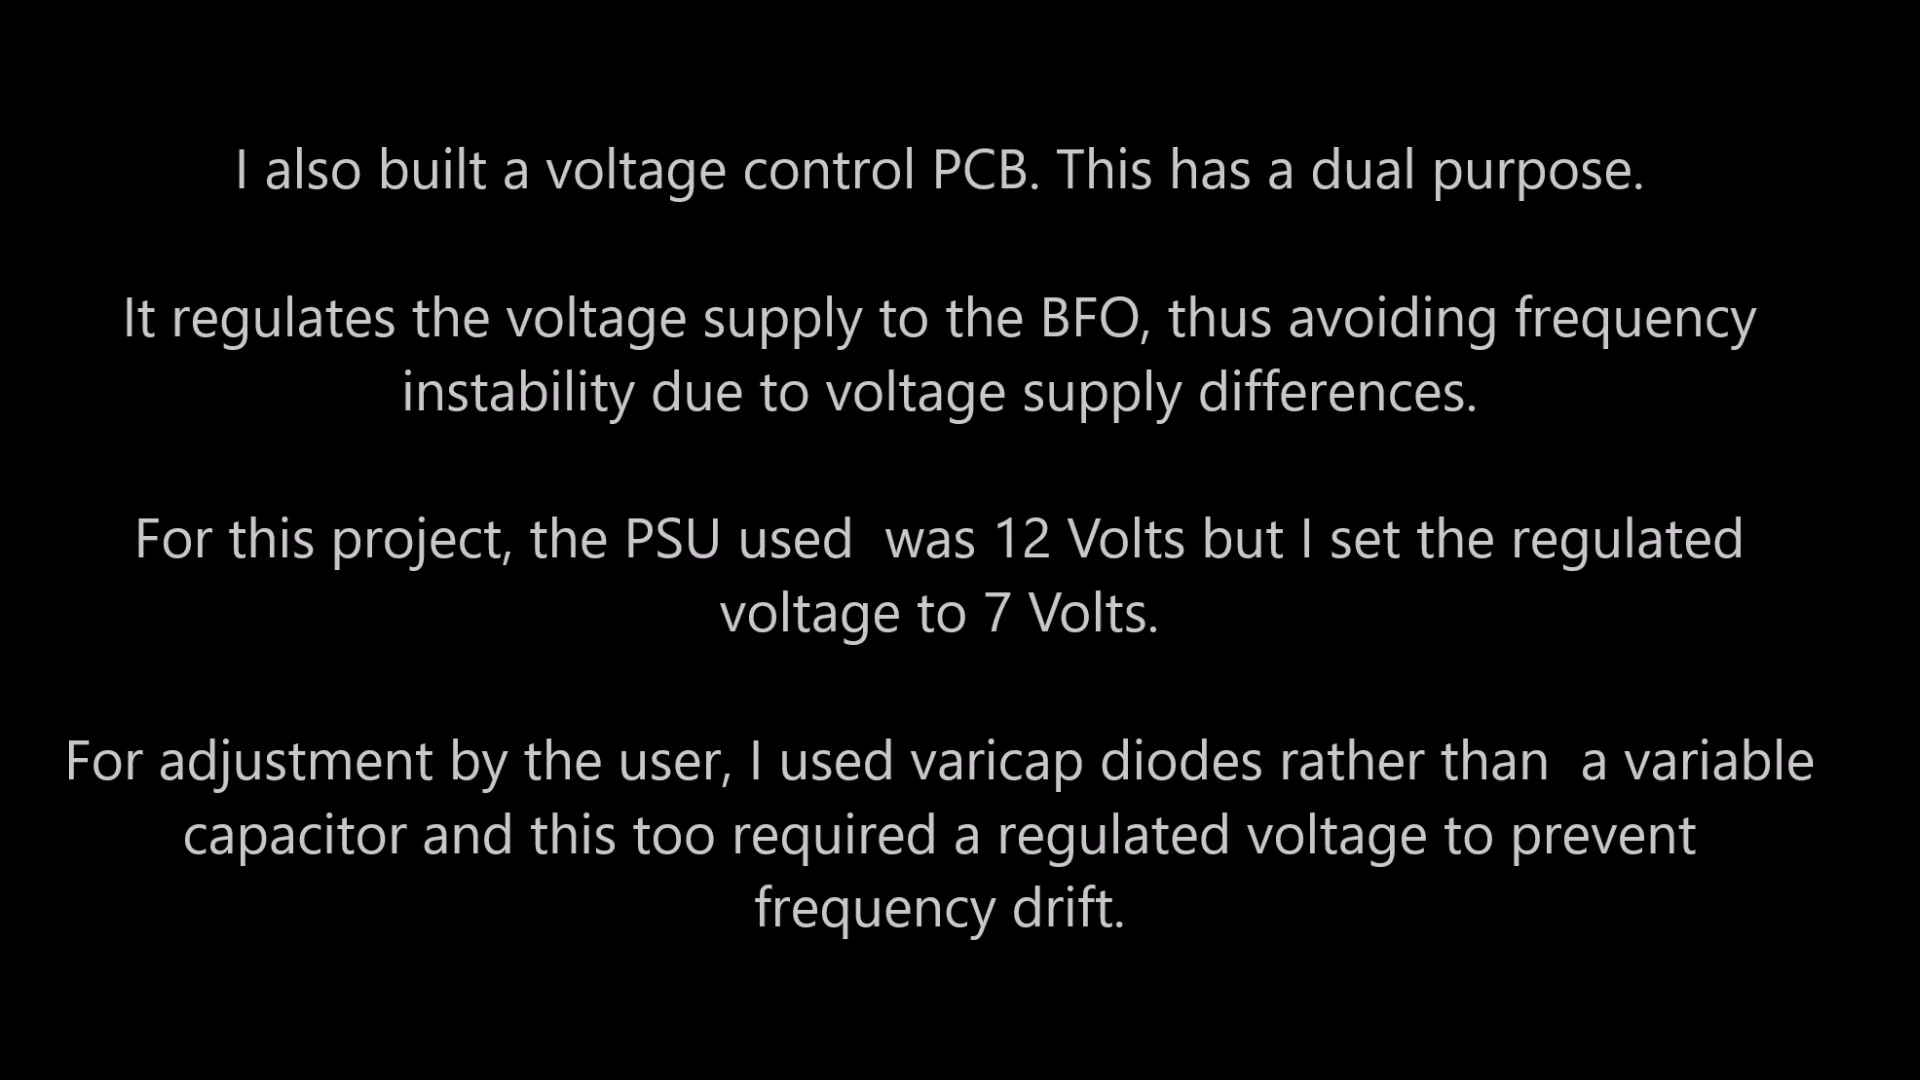 I also built a voltage control PCB. This has a dual purpose.
It regulates the voltage supply to the BFO, thus avoiding frequency
instability due to voltage supply differences.
For this project, the PSU used  was 12 Volts but I set the regulated
voltage to 7 Volts.
For adjustment by the user, I used varicap diodes rather than  a variable
capacitor and this too required a regulated voltage to prevent
frequency drift.